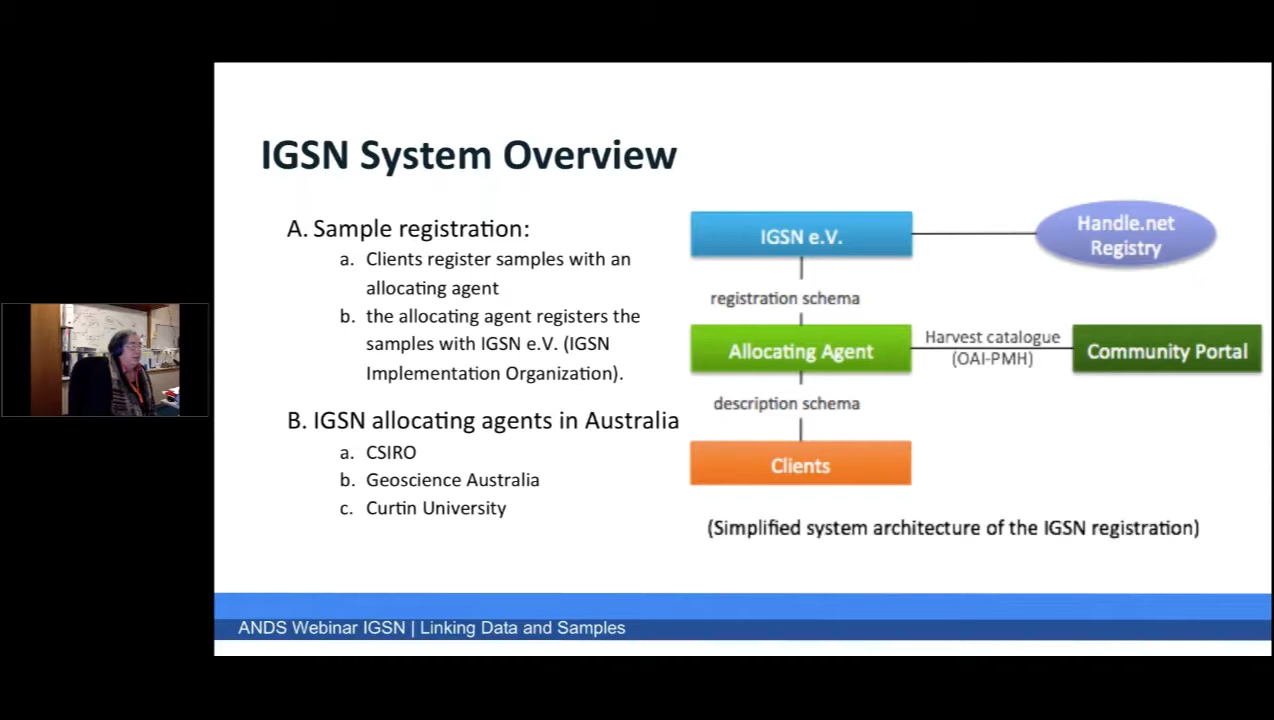 IGSN System Overview
A. Sample registration:
a. Clients register samples with an
allocating agent
b. the allocating agent registers the
samples with IGSN e.V. (IGSN
Implementation Organization).
B. IGSN allocating agents in Australia
a. CSIRO
b. Geoscience Australia
c. Curtin University
IGSN e.V.
Handle.net
Registry
registration schema
Allocating Agent
Harvest catalogue
(OAI-PMH)
Community Portal
description schema
Clients
(Simplified system architecture of the IGSN registration)
ANDS Webinar IGSN | Linking Data and Samples